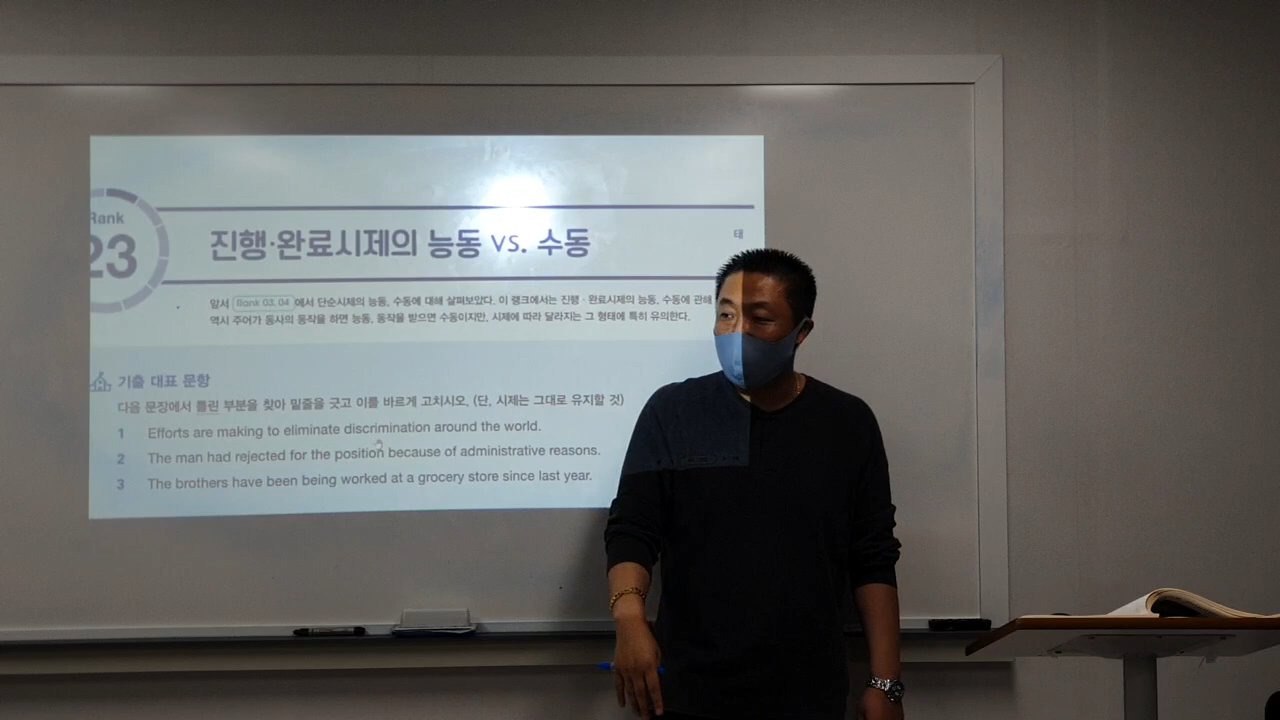 Rank
23
진행·완료시제의 능동 vs. 수동
태
앞서 Rank 03, 04 에서 단순시제의 능동, 수동에 대해 살펴보았다. 이 랭크에서는 진행·완료시제의 능동, 수동에 관해
역시 주어가 동사의 동작을 하면 능동, 동작을 받으면 수동이지만, 시제에 따라 달라지는 그 형태에 특히 유의한다.
기출 대표 문항
다음 문장에서 틀린 부분을 찾아 밑줄을 긋고 이를 바르게 고치시오. (단, 시제는 그대로 유지할 것)
1 Efforts are making to eliminate discrimination around the world.
2 The man had rejected for the position because of administrative reasons.
3 The brothers have been being worked at a grocery store since last year.